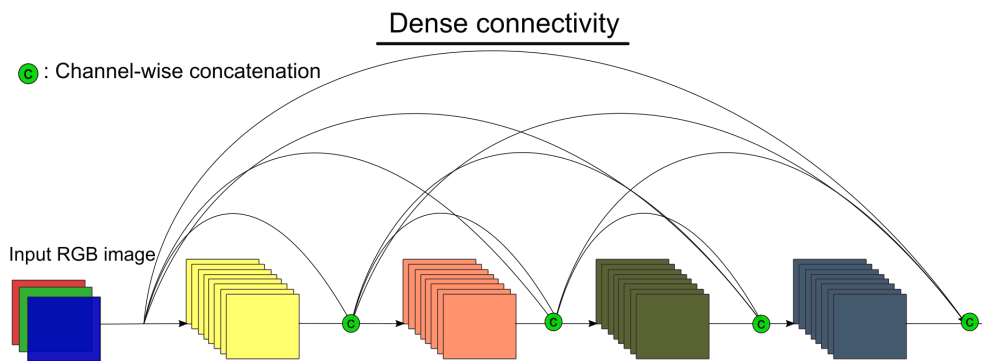 Dense connectivity
C : Channel-wise concatenation
Input RGB image
C
C
C
C